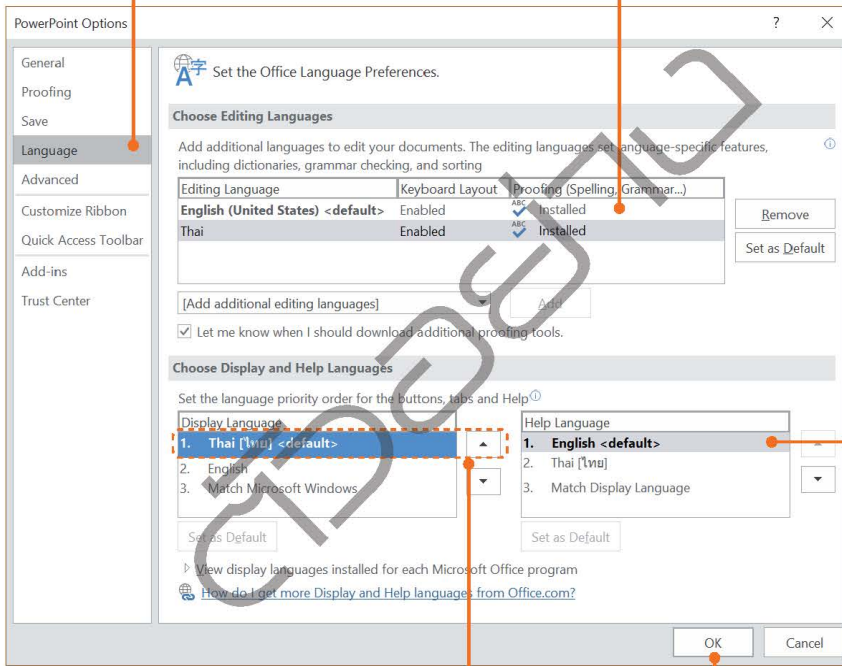 PowerPoint Options
?
General
Proofing
Save
Language
Advanced
Customize Ribbon
Quick Access Toolbar
Add-ins
Trust Center
Set the Office Language Preferences.
Choose Editing Languages
Add additional languages to edit your documents. The editing languages set language-specific features,
including dictionaries, grammar checking, and sorting
Editing Language Keyboard Layout Proofing (Spelling, Grammar...)
English (United States) <default> Enabled Installed
Thai Enabled Installed
Remove
Set as Default
[Add additional editing languages] Add
Let me know when I should download additional proofing tools.
Choose Display and Help Languages
Set the language priority order for the buttons, tabs and Help
Display Language
1. Thai [ไทย] <default>
2. English
3. Match Microsoft Windows
Set as Default
Help Language
1. English <default>
2. Thai [ไทย]
3. Match Display Language
Set as Default
View display languages installed for each Microsoft Office program
How do I get more Display and Help languages from Office.com?
OK Cancel